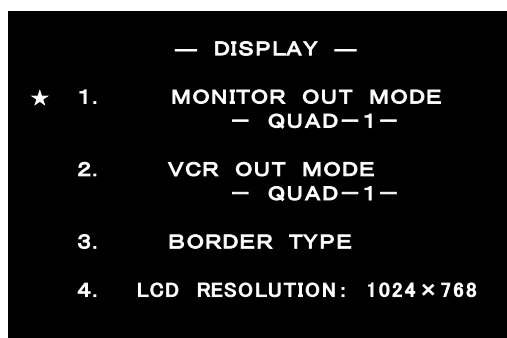 — DISPLAY —
★ 1. MONITOR OUT MODE
— QUAD—1—
2. VCR OUT MODE
— QUAD—1—
3. BORDER TYPE
4. LCD RESOLUTION: 1024×768